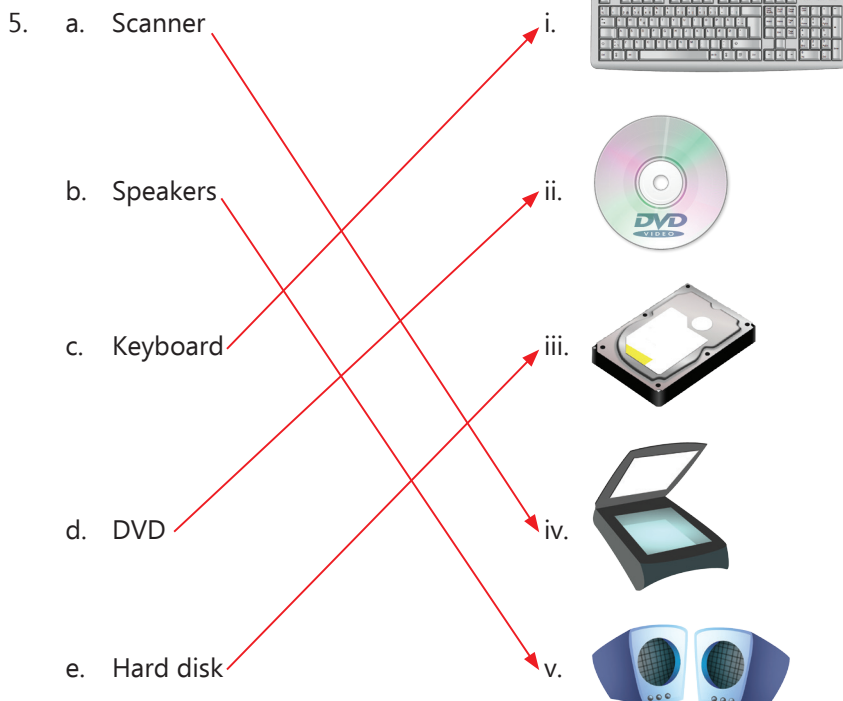 5. a. Scanner i.
b. Speakers ii.
DVD
VIDEO
c. Keyboard iii.
d. DVD iv.
e. Hard disk v.